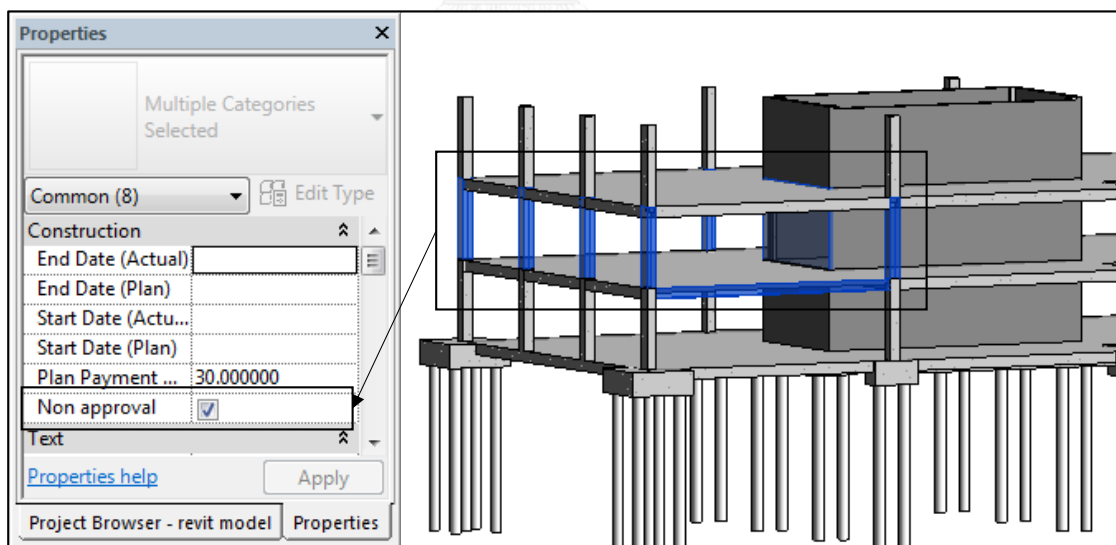 Properties
Multiple Categories
Selected
Common (8)
Edit Type
Construction
End Date (Actual)
End Date (Plan)
Start Date (Actu...
Start Date (Plan)
Plan Payment ... 30.000000
Non approval
Text
Properties help
Apply
Project Browser - revit model
Properties